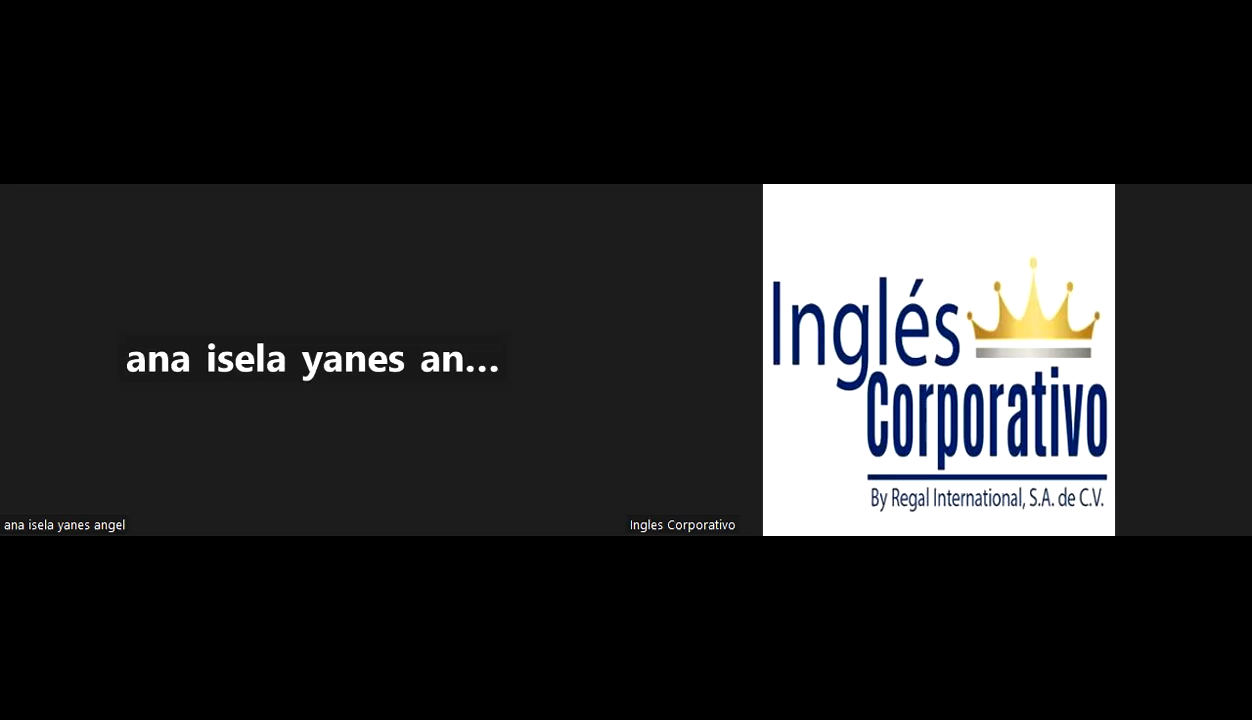 ana isela yanes an...
ana isela yanes angel
Ingles Corporativo
Inglés
Corporativo
By Regal International, S.A. de C.V.